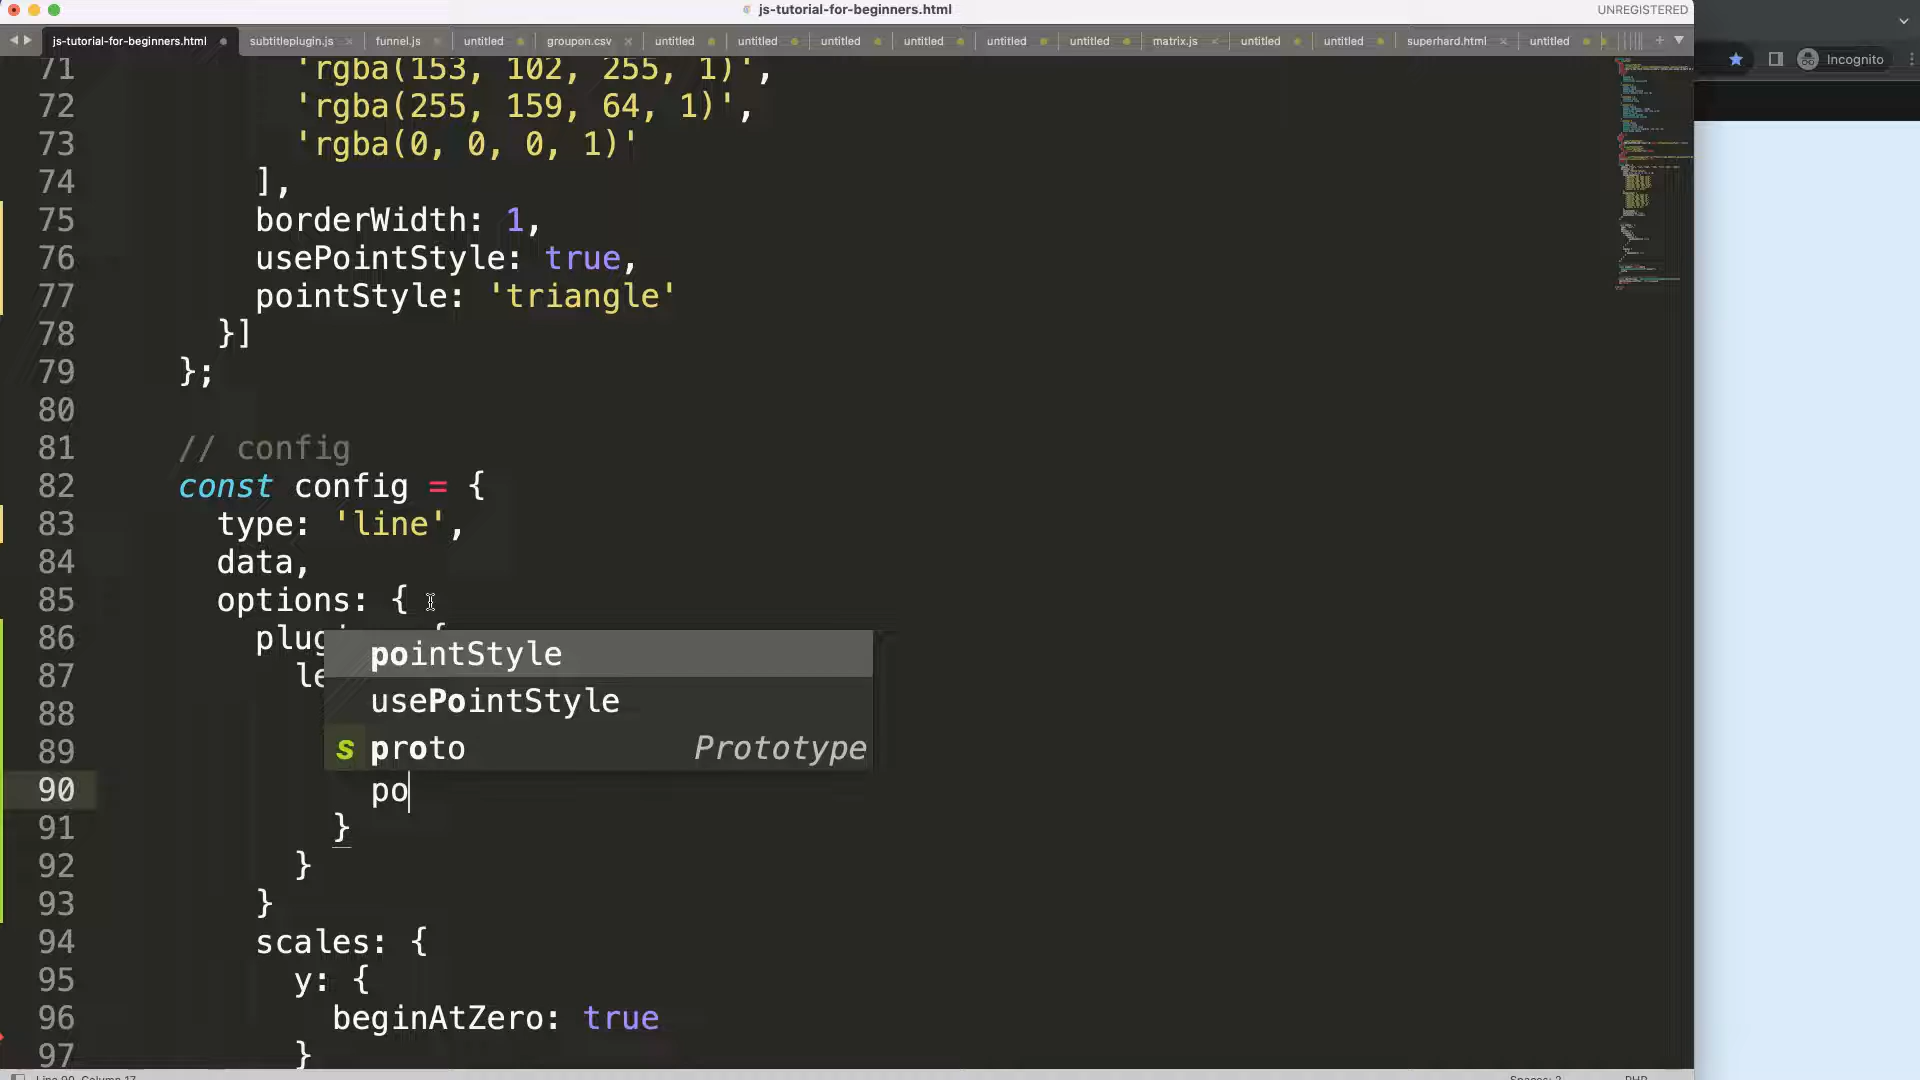 js-tutorial-for-beginners.html
UNREGISTERED
js-tutorial-for-beginners.html subtitleplugin.js funnel.js untitled groupon.csv untitled untitled untitled untitled untitled untitled matrix.js untitled untitled superhard.html untitled
Incognito
71 'rgba(153, 102, 255, 1)',
72 'rgba(255, 159, 64, 1)',
73 'rgba(0, 0, 0, 1)'
74 ],
75 borderWidth: 1,
76 usePointStyle: true,
77 pointStyle: 'triangle'
78 }]
79 };
80
81 // config
82 const config = {
83 type: 'line',
84 data,
85 options: {
86 plug
pointStyle
87 le
usePointStyle
88
89
s proto Prototype
90 po
91 }
92 }
93 }
94 scales: {
95 y: {
96 beginAtZero: true
97 }